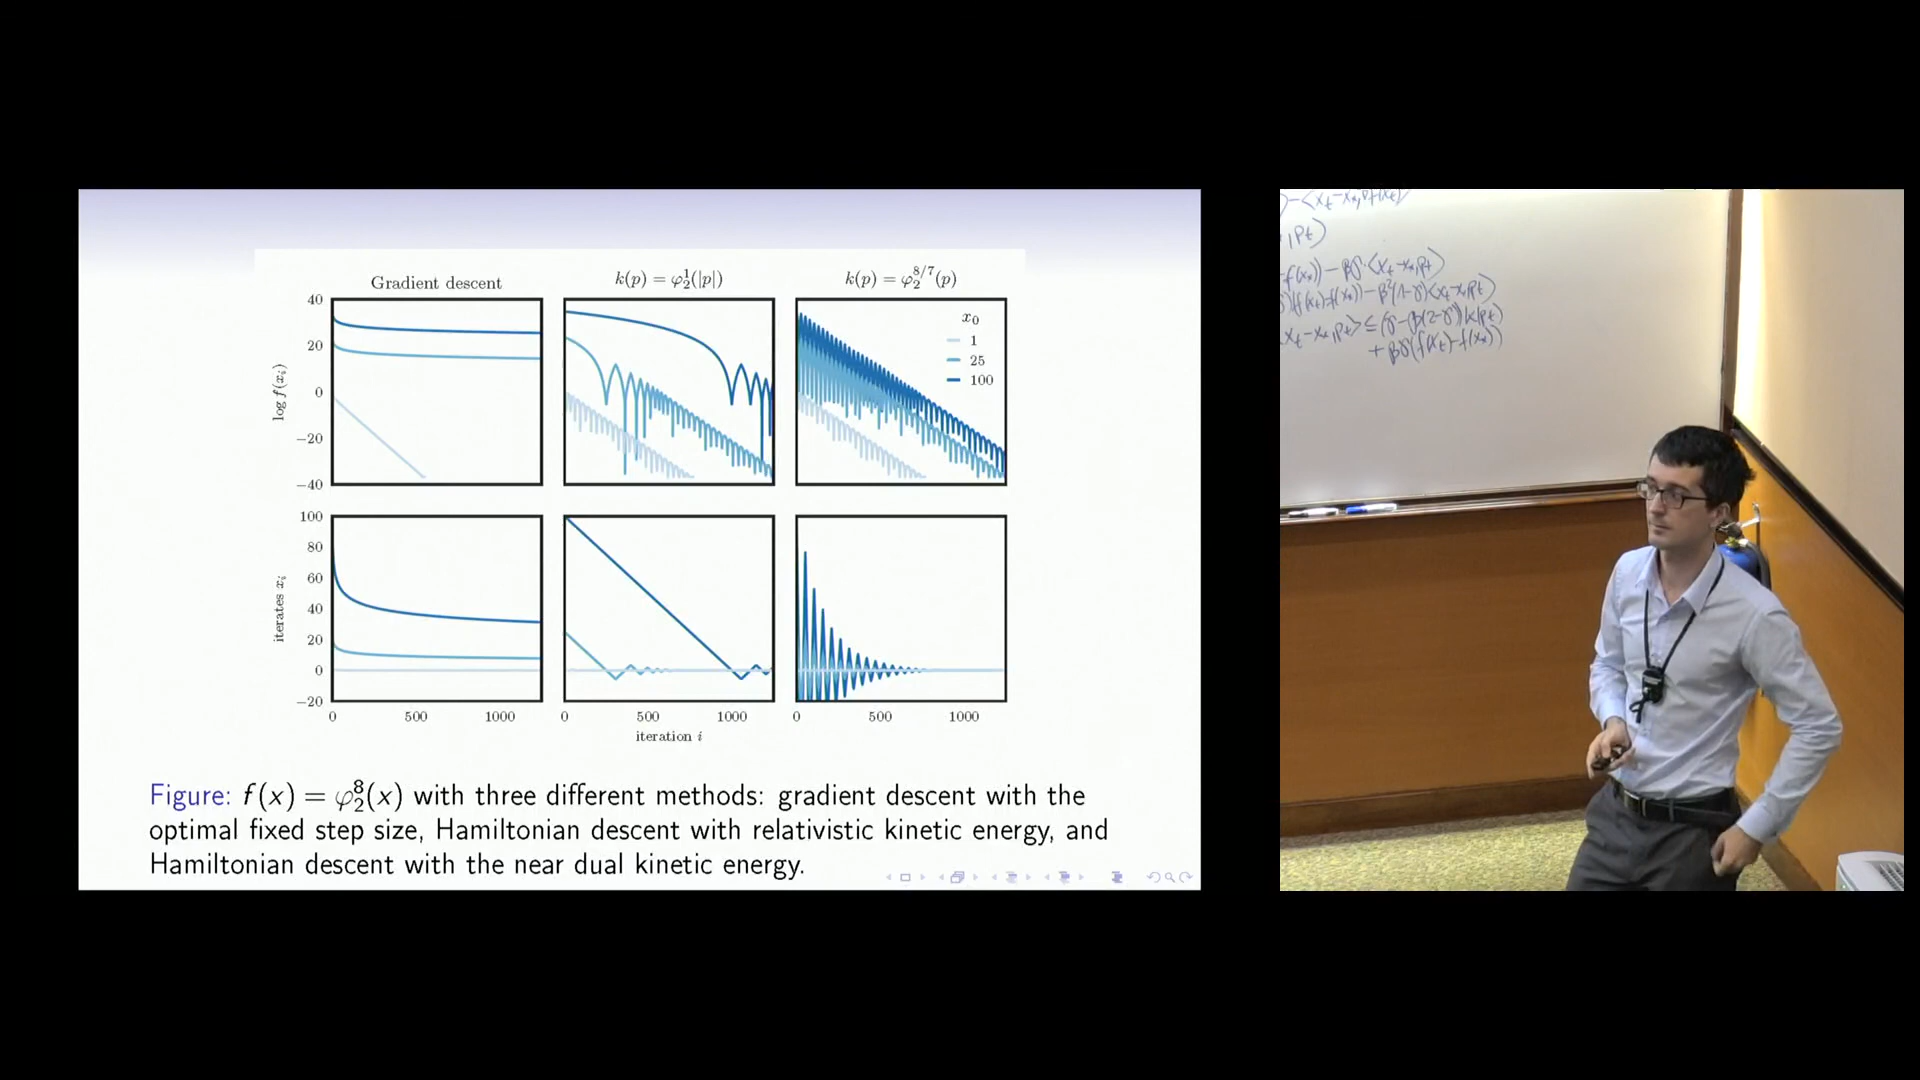 Gradient descent
k(p) = φ₂¹(|p|)
k(p) = φ₂^{8/7}(p)
40
20
0
−20
−40
log f(xᵢ)
x₀
1
25
100
100
80
60
40
20
0
−20
iterates xᵢ
0 500 1000
0 500 1000
0 500 1000
iteration i
Figure: f(x) = φ₂⁸(x) with three different methods: gradient descent with the
optimal fixed step size, Hamiltonian descent with relativistic kinetic energy, and
Hamiltonian descent with the near dual kinetic energy.